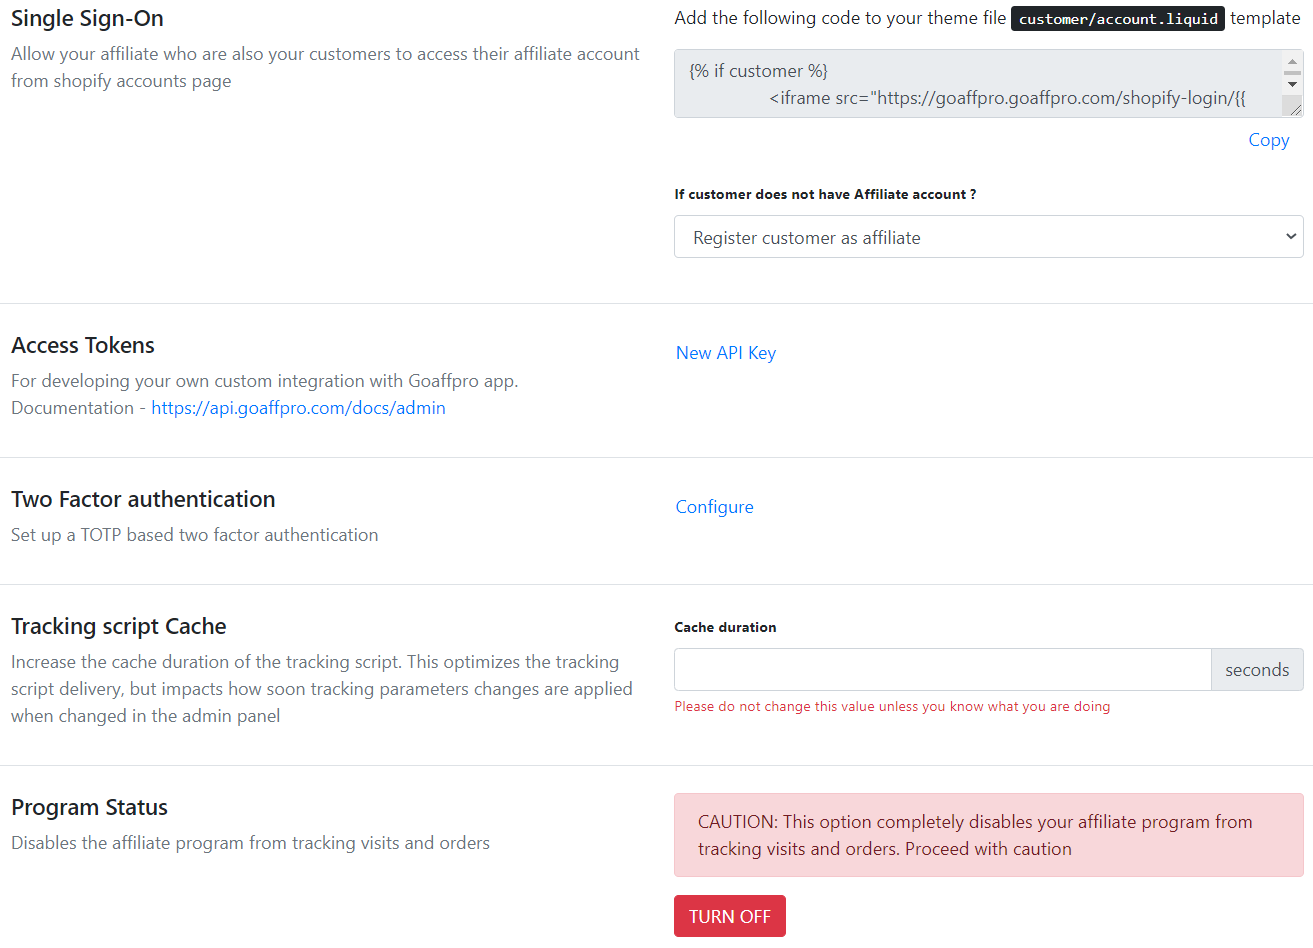 Single Sign-On
Allow your affiliate who are also your customers to access their affiliate account
from shopify accounts page
Add the following code to your theme file customer/account.liquid template
{% if customer %}
<iframe src="https://goaffpro.goaffpro.com/shopify-login/{{
Copy
If customer does not have Affiliate account ?
Register customer as affiliate
Access Tokens
For developing your own custom integration with Goaffpro app.
Documentation - https://api.goaffpro.com/docs/admin
New API Key
Two Factor authentication
Set up a TOTP based two factor authentication
Configure
Tracking script Cache
Increase the cache duration of the tracking script. This optimizes the tracking
script delivery, but impacts how soon tracking parameters changes are applied
when changed in the admin panel
Cache duration
seconds
Please do not change this value unless you know what you are doing
Program Status
Disables the affiliate program from tracking visits and orders
CAUTION: This option completely disables your affiliate program from
tracking visits and orders. Proceed with caution
TURN OFF